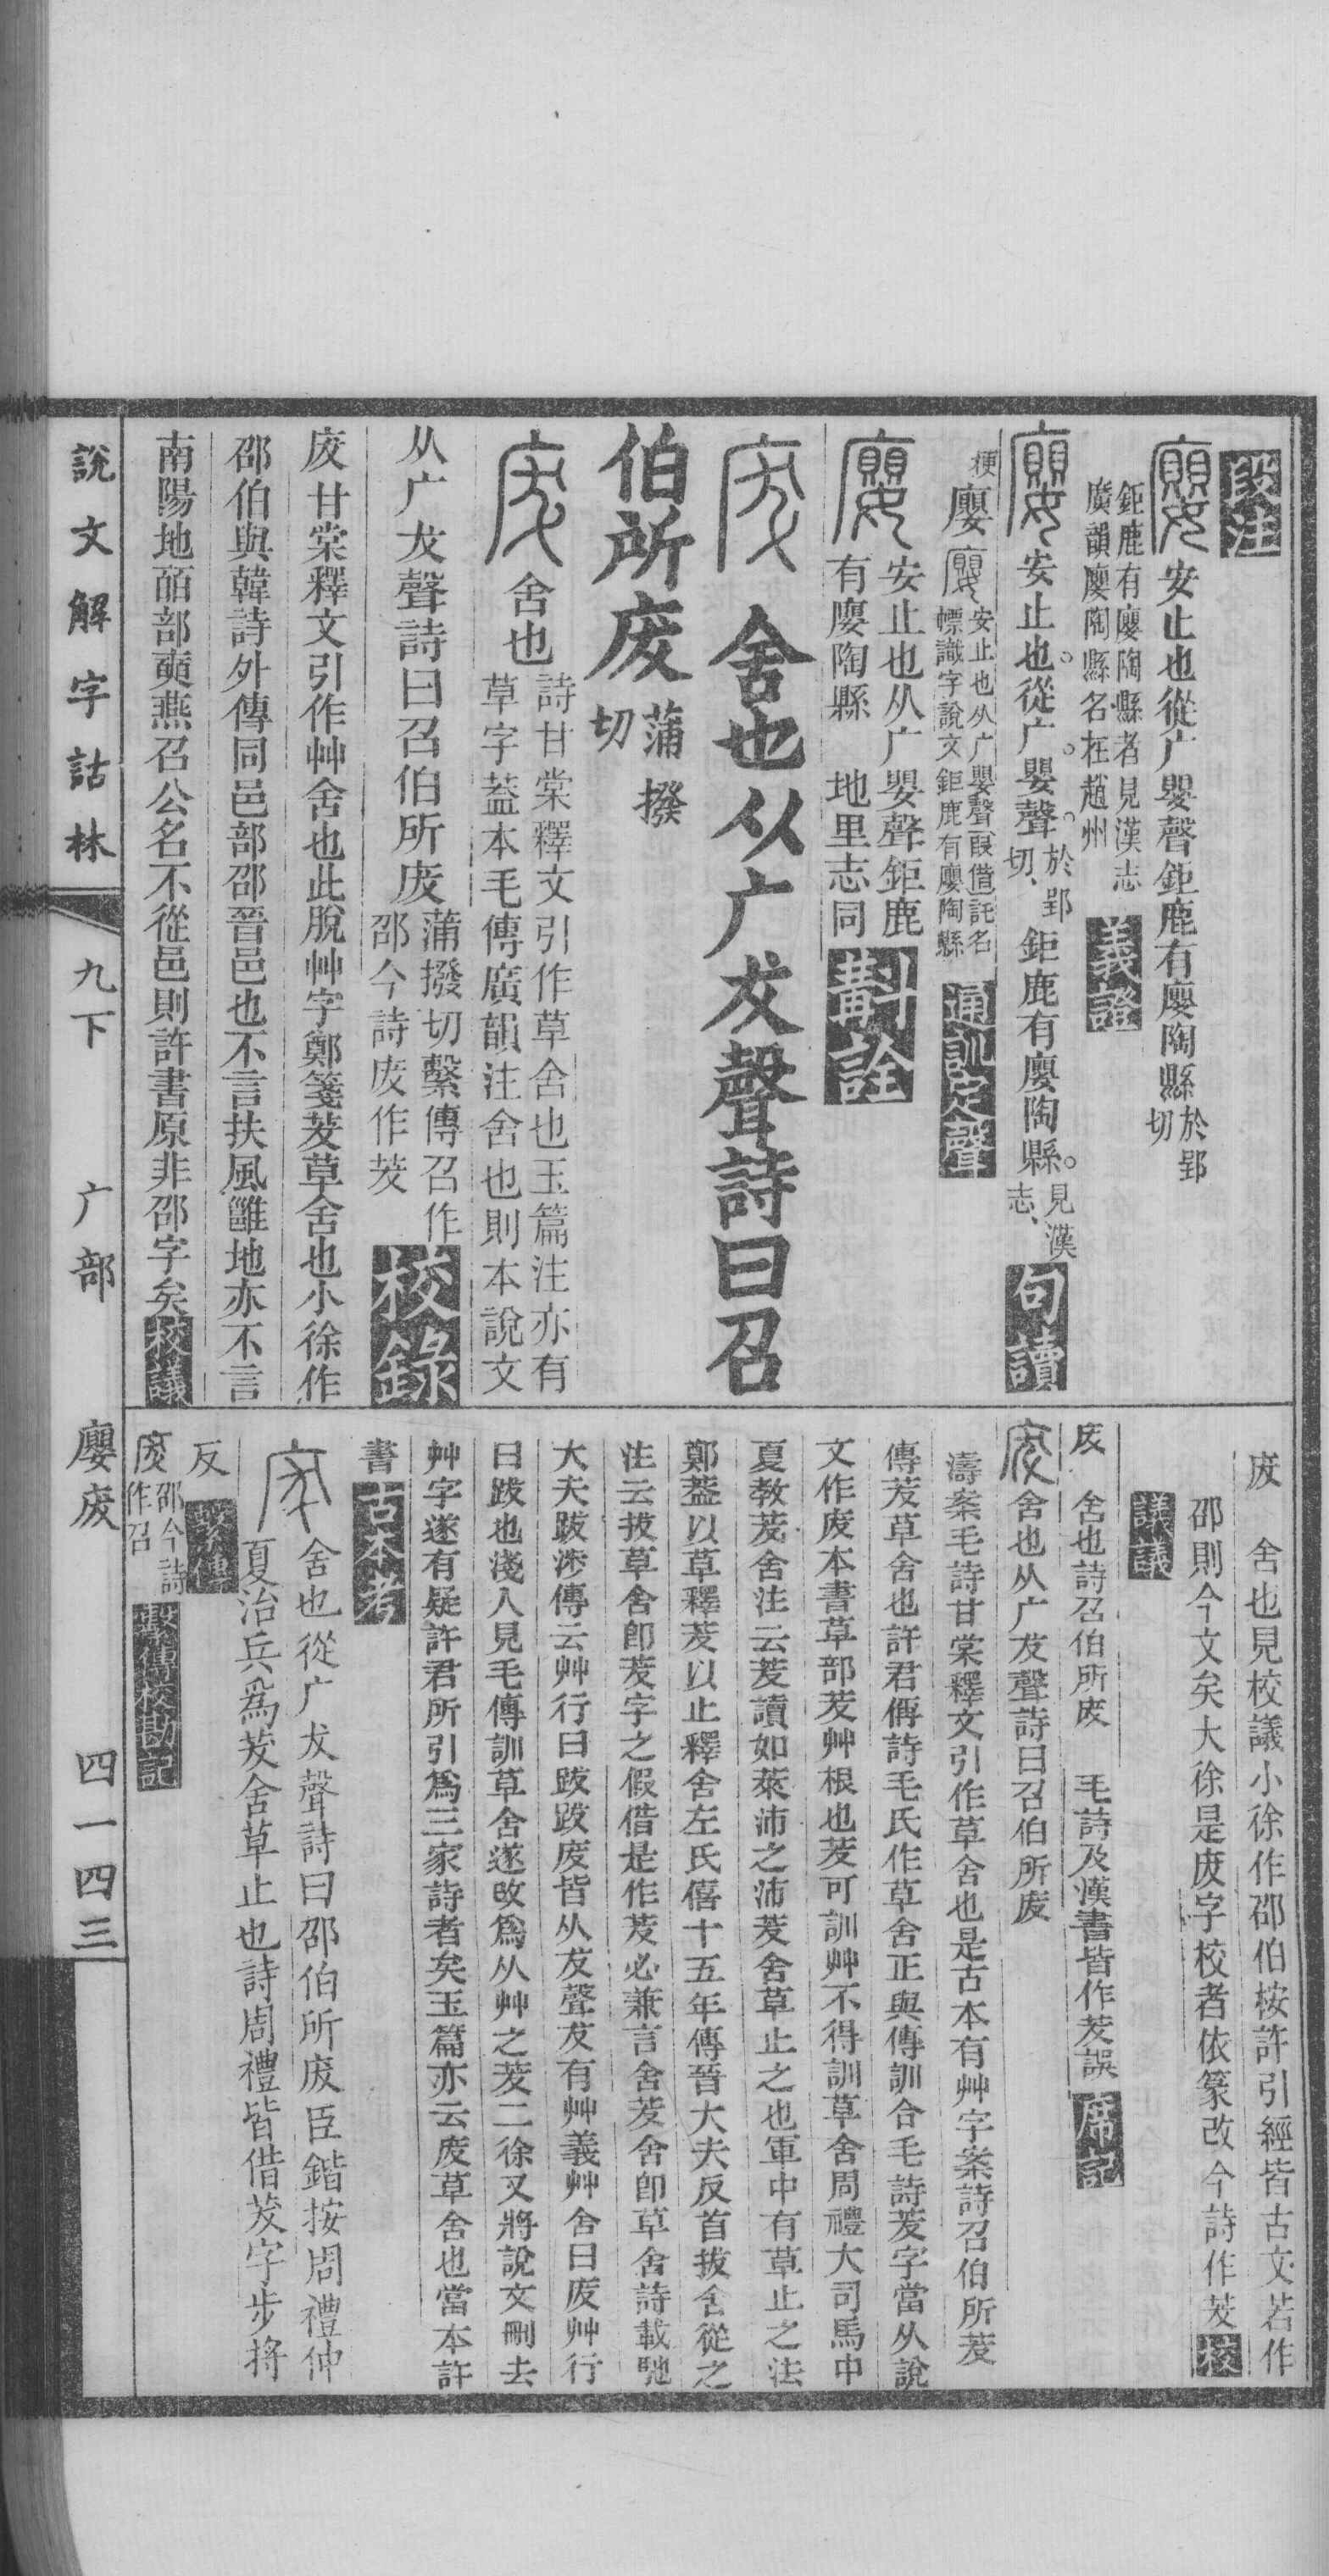 段注
安止也從广嬰聲鉅鹿有廮陶縣於郢切
鉅鹿有廮陶縣者見漢志
廣韻廮陶縣名在趙州
義證
安止也從广嬰聲於郢切鉅鹿有廮陶縣見漢志
句讀
梗廮
安止也从广嬰聲叚借託名
幖識字說文鉅鹿有廮陶縣
通訓定聲
安止也从广嬰聲鉅鹿
有廮陶縣 地里志同
斠詮
舍也从广犮聲詩曰召
伯所废蒲撥切
舍也詩甘棠釋文引作草舍也玉篇注亦有
草字葢本毛傳廣韻注舍也則本說文
从广犮聲詩曰召伯所废蒲撥切繫傳召作
邵今詩废作茇
校錄
废甘棠釋文引作艸舍也此脫艸字鄭箋茇草舍也小徐作
邵伯與韓詩外傳同邑部邵晉邑也不言扶風雝地亦不言
南陽地皕部奭燕召公名不從邑則許書原非邵字矣校議
废 舍也見校議小徐作邵伯桉許引經皆古文若作
邵則今文矣大徐是废字校者依篆改今詩作茇校
議議
废 舍也詩召伯所废 毛詩及漢書皆作茇誤席記
舍也从广犮聲詩曰召伯所废
濤案毛詩甘棠釋文引作草舍也是古本有艸字案詩召伯所茇
傳茇草舍也許君偁詩毛氏作草舍正與傳訓合毛詩茇字當从說
文作废本書草部茇艸根也茇可訓艸不得訓草舍周禮大司馬中
夏教茇舍注云茇讀如萊沛之沛茇舍草止之也軍中有草止之法
鄭葢以草釋茇以止釋舍左氏僖十五年傳晉大夫反首拔舍從之
注云拔草舍卽茇字之假借是作茇必兼言舍茇舍卽草舍詩載馳
大夫跋涉傳云艸行曰跋跋废皆从犮聲犮有艸義艸舍曰废艸行
曰跋也淺人見毛傳訓草舍遂改爲从艸之茇二徐又將說文刪去
艸字遂有疑許君所引爲三家詩者矣玉篇亦云废草舍也當本許
書古本考
舍也從广犮聲詩曰邵伯所废臣鍇按周禮仲
夏治兵爲茇舍草止也詩周禮皆借茇字步捋
反繫傳
废邵今詩作召繫傳校勘記
說文解字詁林 九下 广部 廮废 四一四三